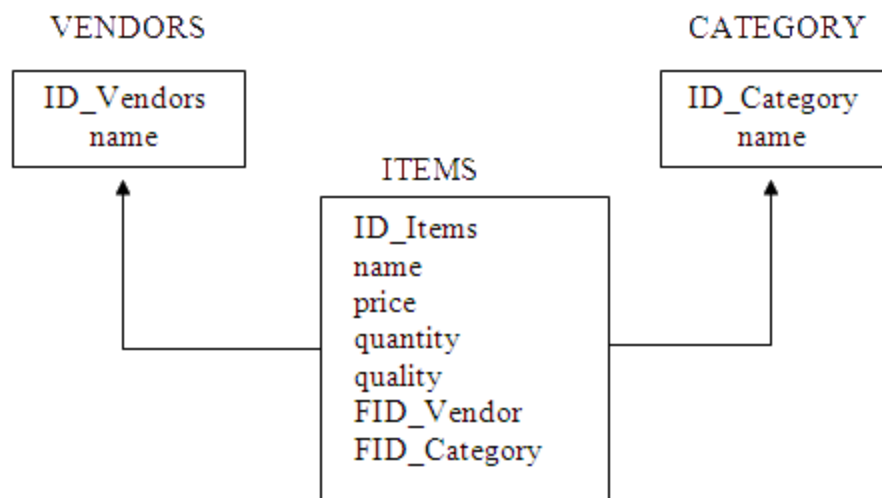 VENDORS
ID_Vendors
name
CATEGORY
ID_Category
name
ITEMS
ID_Items
name
price
quantity
quality
FID_Vendor
FID_Category